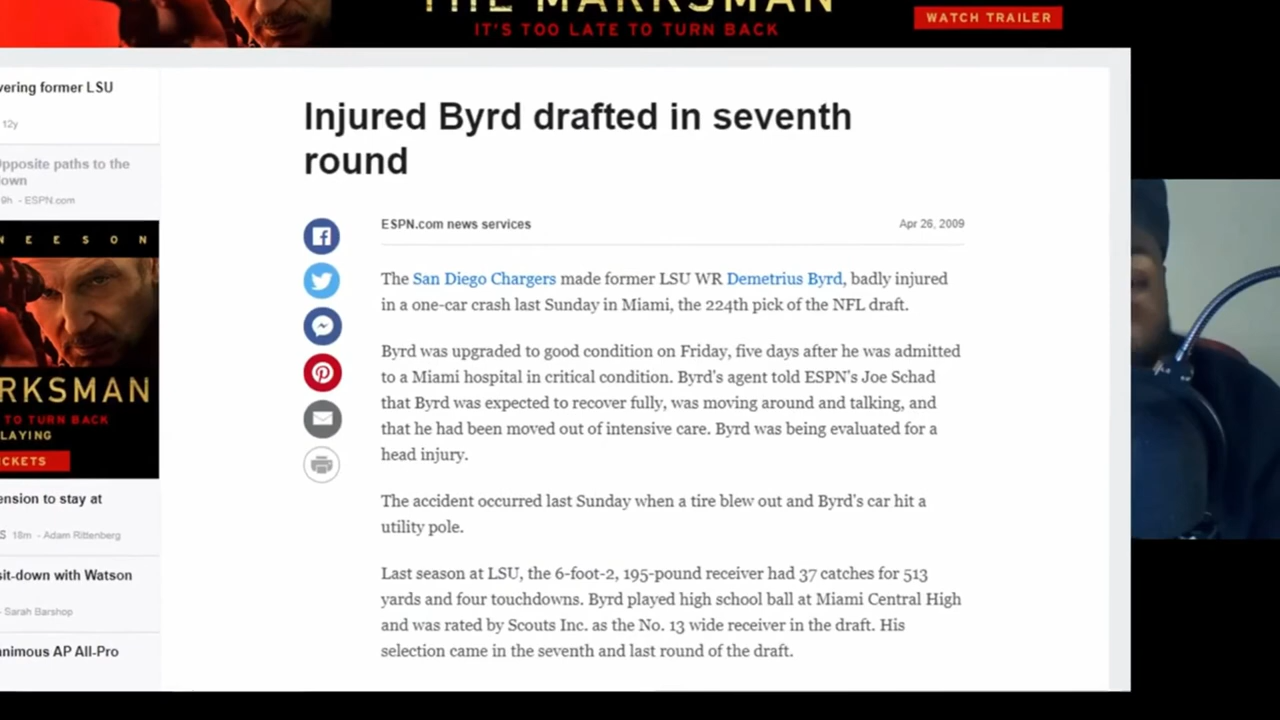 THE MARKSMAN
IT'S TOO LATE TO TURN BACK
WATCH TRAILER
vering former LSU
12y
Opposite paths to the
own
9h - ESPN.com
N E E S O N
ARKSMAN
TO TURN BACK
LAYING
CKETS
ension to stay at
S 18m - Adam Rittenberg
sit-down with Watson
- Sarah Barshop
animous AP All-Pro
Injured Byrd drafted in seventh
round
ESPN.com news services
Apr 26, 2009
The San Diego Chargers made former LSU WR Demetrius Byrd, badly injured
in a one-car crash last Sunday in Miami, the 224th pick of the NFL draft.
Byrd was upgraded to good condition on Friday, five days after he was admitted
to a Miami hospital in critical condition. Byrd's agent told ESPN's Joe Schad
that Byrd was expected to recover fully, was moving around and talking, and
that he had been moved out of intensive care. Byrd was being evaluated for a
head injury.
The accident occurred last Sunday when a tire blew out and Byrd's car hit a
utility pole.
Last season at LSU, the 6-foot-2, 195-pound receiver had 37 catches for 513
yards and four touchdowns. Byrd played high school ball at Miami Central High
and was rated by Scouts Inc. as the No. 13 wide receiver in the draft. His
selection came in the seventh and last round of the draft.